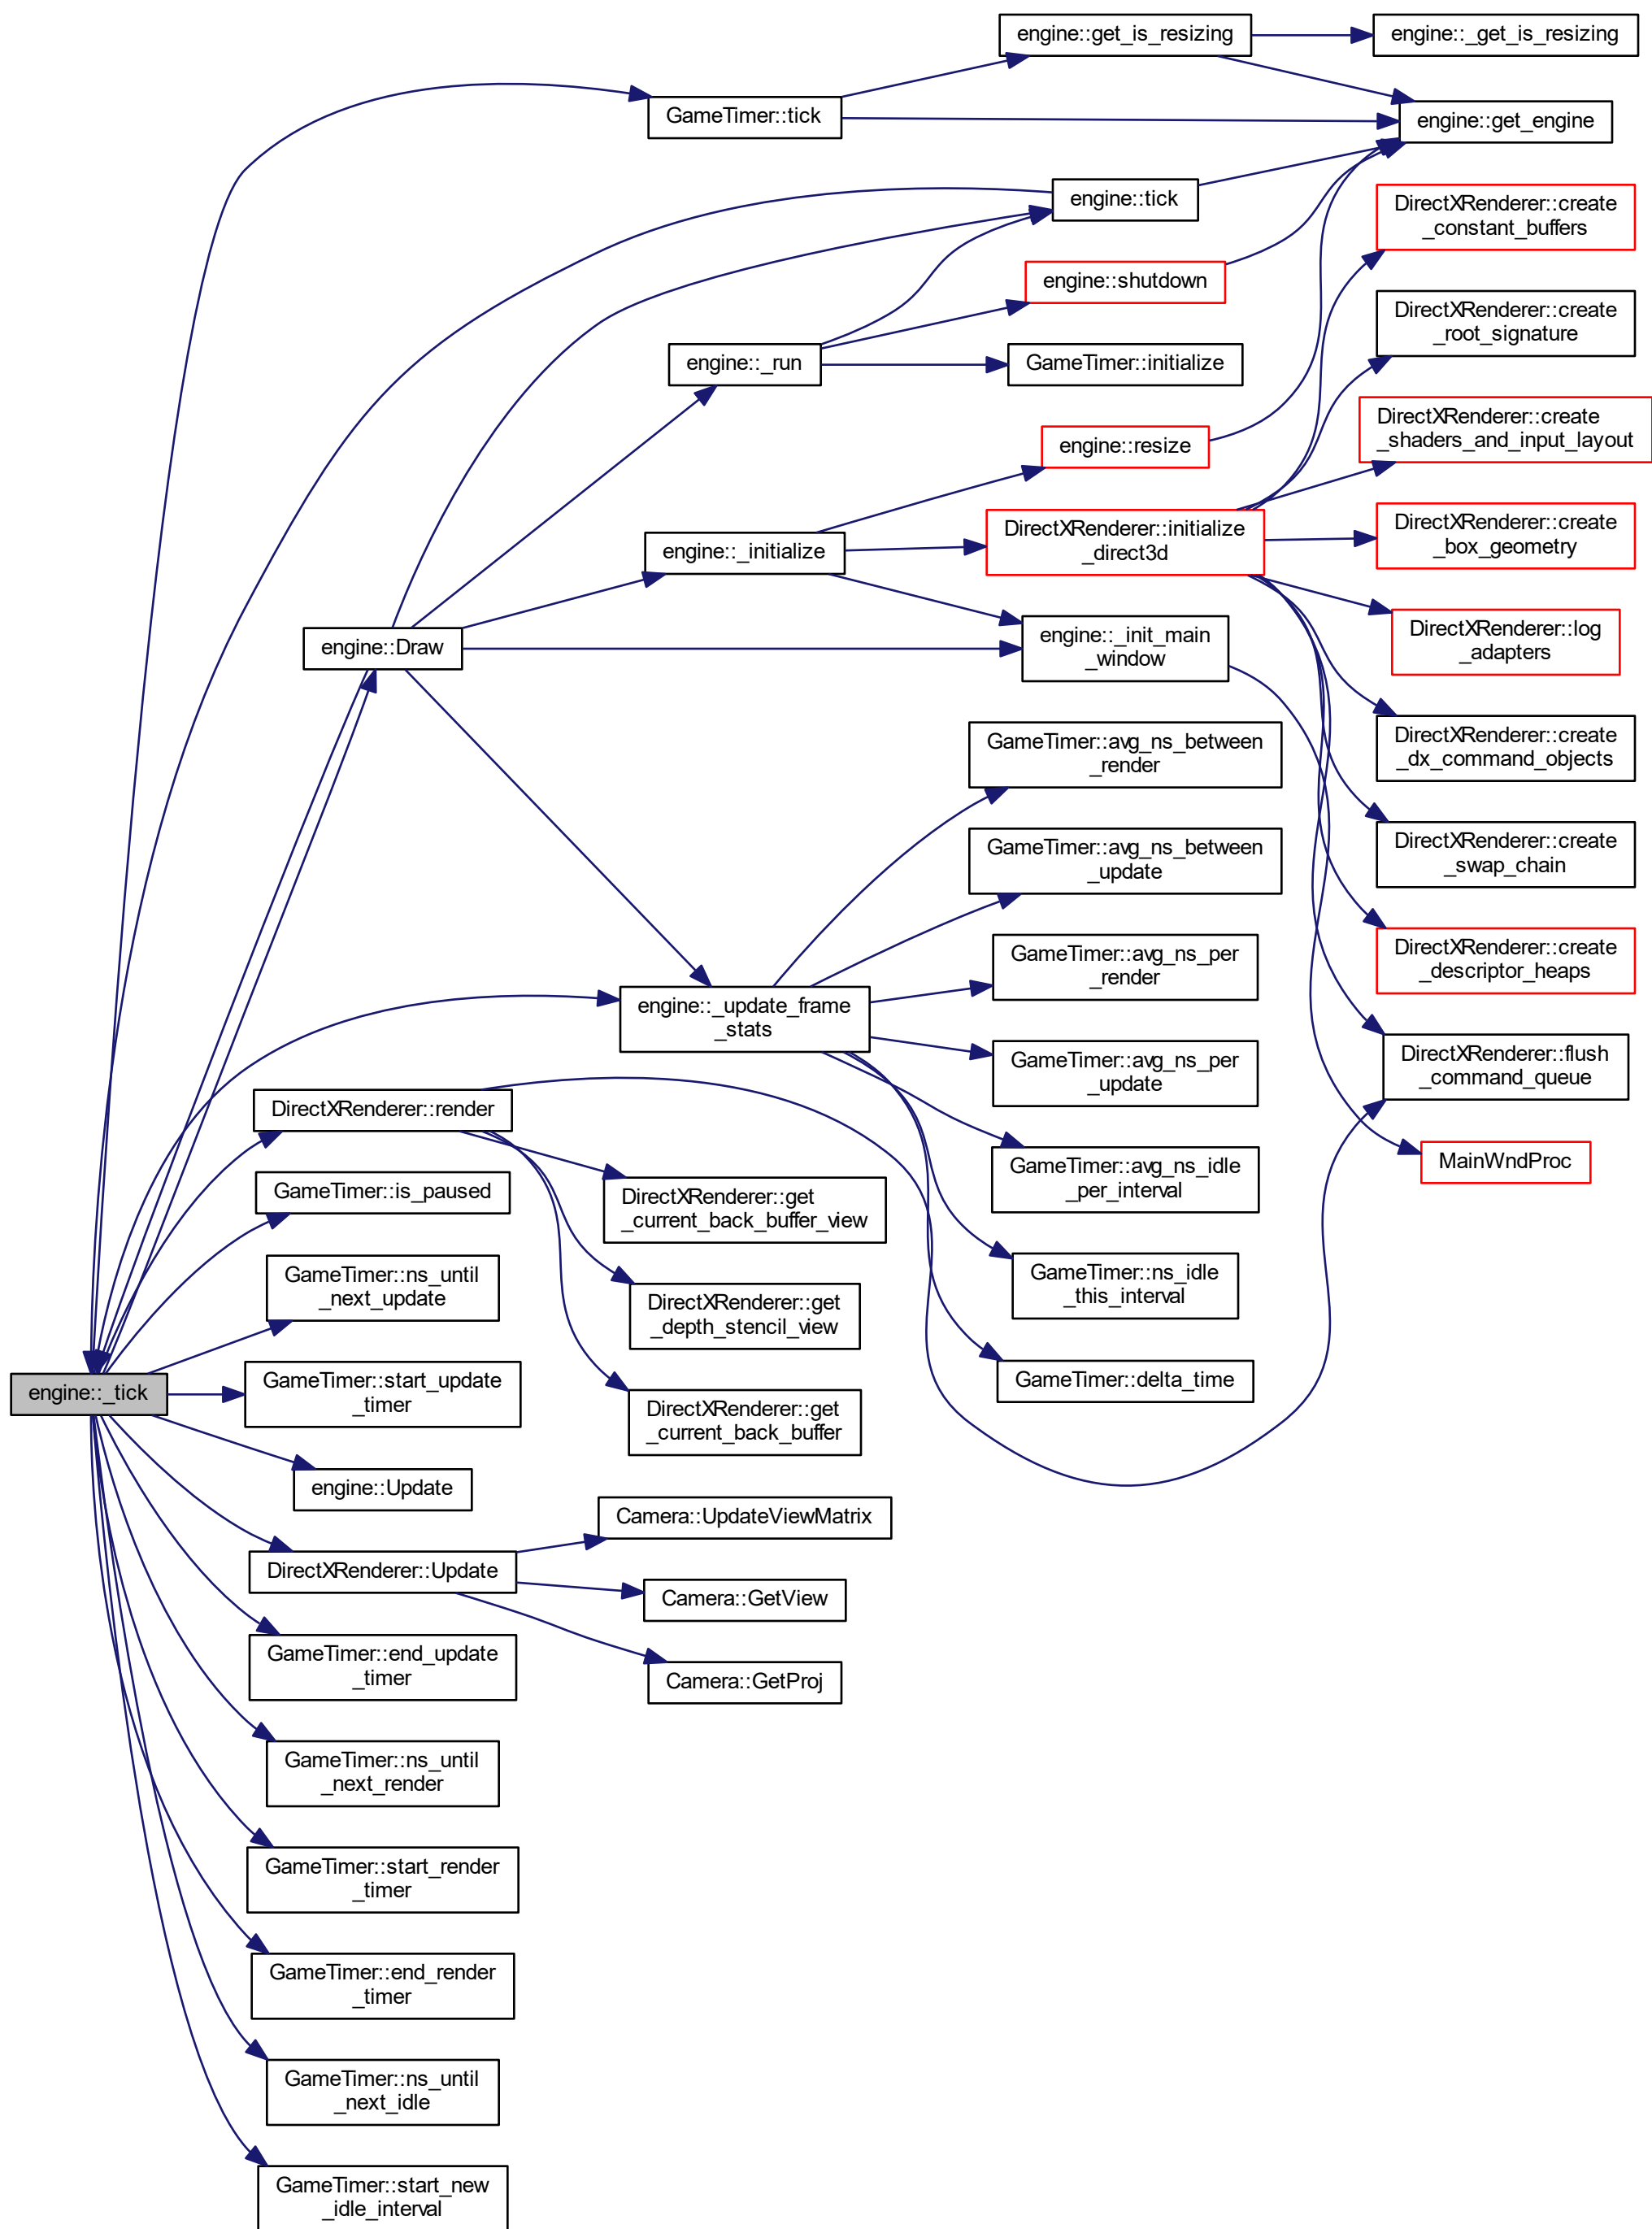 engine::get_is_resizing
engine::_get_is_resizing
GameTimer::tick
engine::get_engine
engine::tick
DirectXRenderer::create
_constant_buffers
engine::shutdown
DirectXRenderer::create
_root_signature
engine::_run
GameTimer::initialize
DirectXRenderer::create
_shaders_and_input_layout
engine::resize
engine::_initialize
DirectXRenderer::initialize
_direct3d
DirectXRenderer::create
_box_geometry
engine::Draw
engine::_init_main
_window
DirectXRenderer::log
_adapters
GameTimer::avg_ns_between
_render
DirectXRenderer::create
_dx_command_objects
GameTimer::avg_ns_between
_update
DirectXRenderer::create
_swap_chain
GameTimer::avg_ns_per
_render
DirectXRenderer::create
_descriptor_heaps
engine::_update_frame
_stats
GameTimer::avg_ns_per
_update
DirectXRenderer::flush
_command_queue
DirectXRenderer::render
GameTimer::avg_ns_idle
_per_interval
MainWndProc
GameTimer::is_paused
DirectXRenderer::get
_current_back_buffer_view
GameTimer::ns_until
_next_update
DirectXRenderer::get
_depth_stencil_view
GameTimer::ns_idle
_this_interval
engine::_tick
GameTimer::start_update
_timer
DirectXRenderer::get
_current_back_buffer
GameTimer::delta_time
engine::Update
Camera::UpdateViewMatrix
DirectXRenderer::Update
Camera::GetView
GameTimer::end_update
_timer
Camera::GetProj
GameTimer::ns_until
_next_render
GameTimer::start_render
_timer
GameTimer::end_render
_timer
GameTimer::ns_until
_next_idle
GameTimer::start_new
_idle_interval